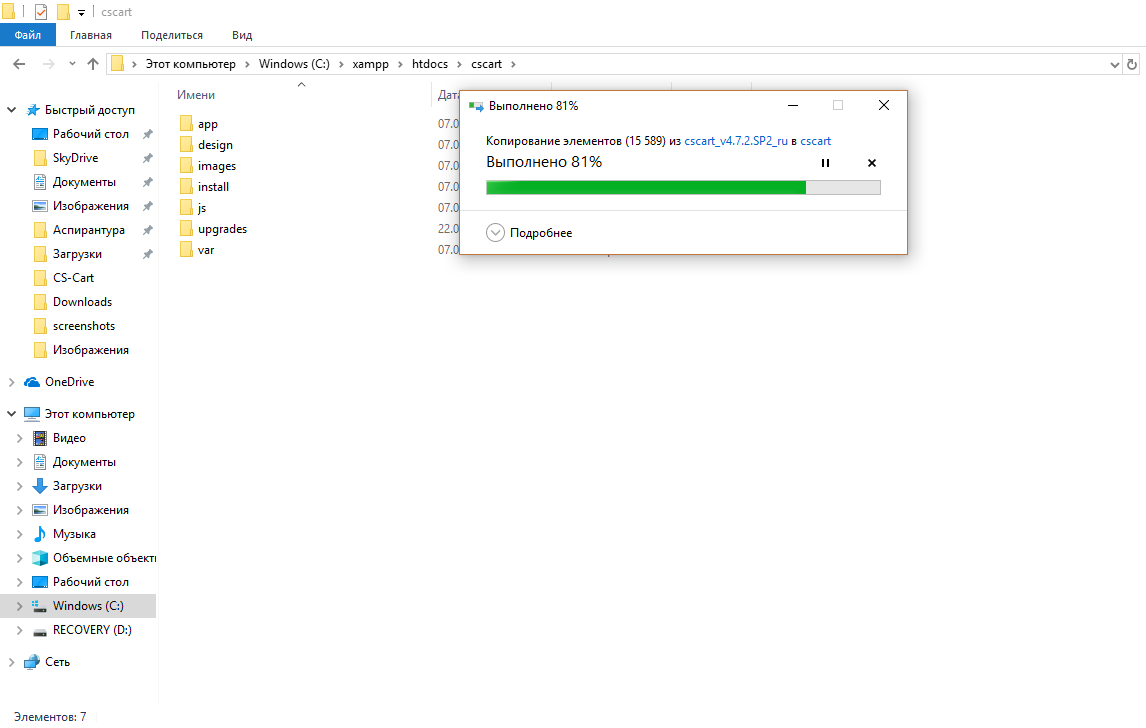 cscart
Файл Главная Поделиться Вид
Этот компьютер Windows (C:) xampp htdocs cscart
Имени Дата
Быстрый доступ
Рабочий стол
SkyDrive
Документы
Изображения
Аспирантура
Загрузки
CS-Cart
Downloads
screenshots
Изображения
OneDrive
Этот компьютер
Видео
Документы
Загрузки
Изображения
Музыка
Объемные объекть
Рабочий стол
Windows (C:)
RECOVERY (D:)
Сеть
app 07.0
design 07.0
images 07.0
install 07.0
js 07.0
upgrades 22.0
var 07.0
Выполнено 81%
Копирование элементов (15 589) из cscart_v4.7.2.SP2_ru в cscart
Выполнено 81%
Подробнее
Элементов: 7